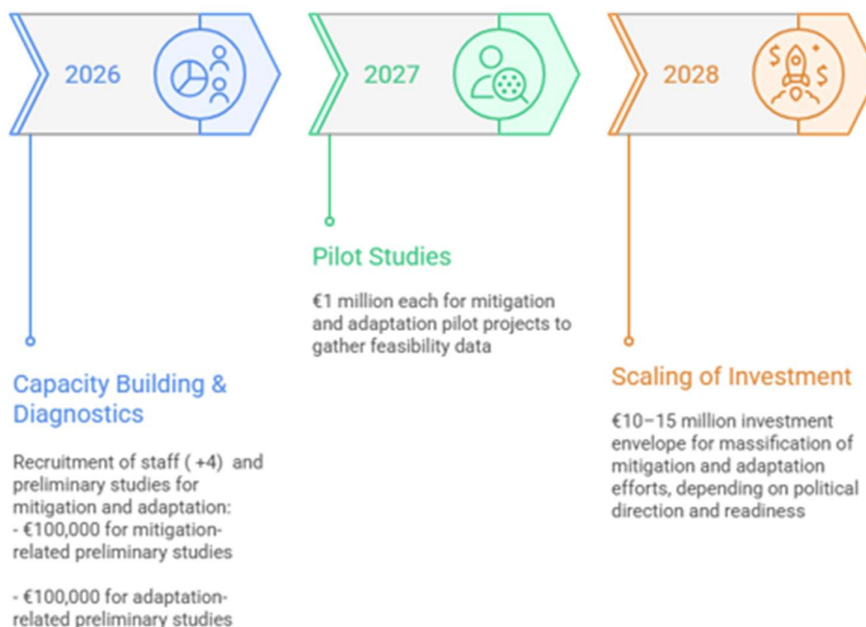 2026
2027
2028
Capacity Building &
Diagnostics
Recruitment of staff ( +4) and
preliminary studies for
mitigation and adaptation:
- €100,000 for mitigation-
related preliminary studies
- €100,000 for adaptation-
related preliminary studies
Pilot Studies
€1 million each for mitigation
and adaptation pilot projects to
gather feasibility data
Scaling of Investment
€10–15 million investment
envelope for massification of
mitigation and adaptation
efforts, depending on political
direction and readiness